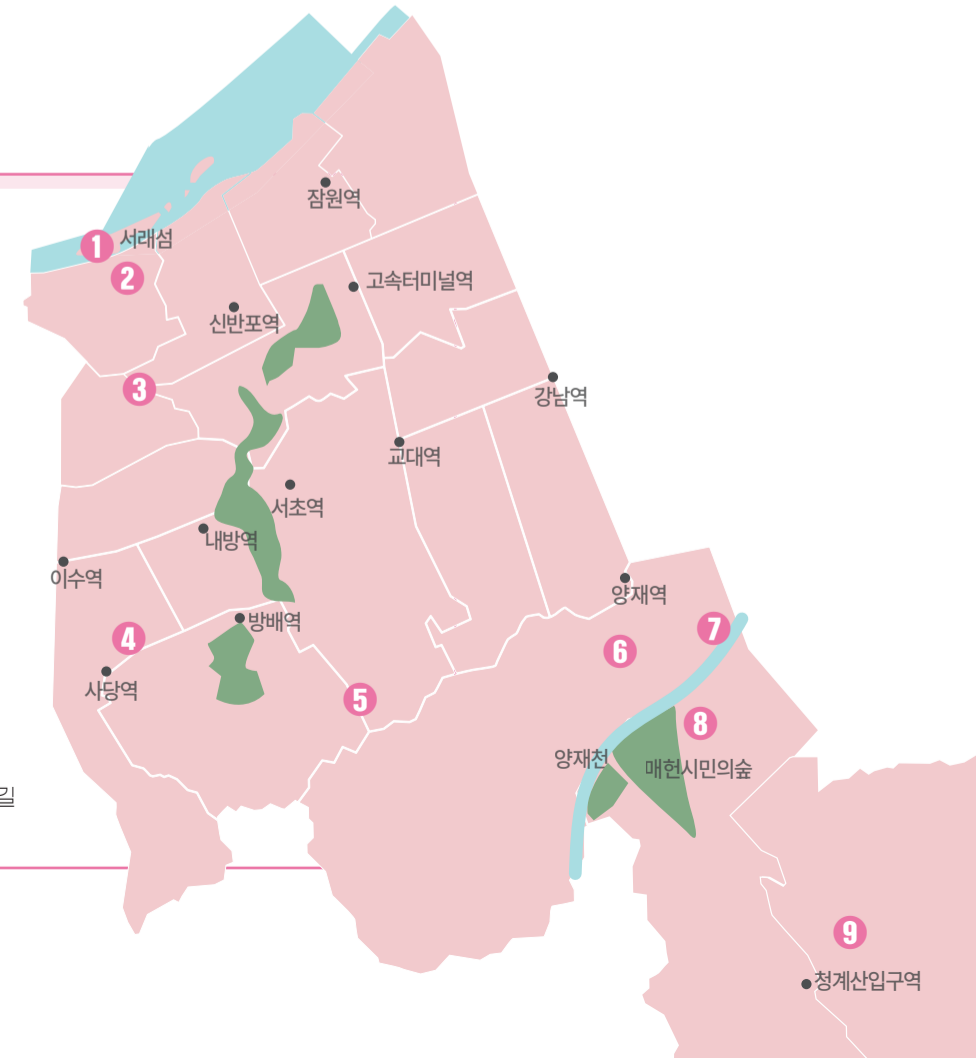 잠원역
1
서래섬
2
고속터미널역
신반포역
3
강남역
교대역
서초역
내방역
이수역
양재역
방배역
4
7
6
사당역
5
8
양재천
매헌시민의숲
길
9
청계산입구역